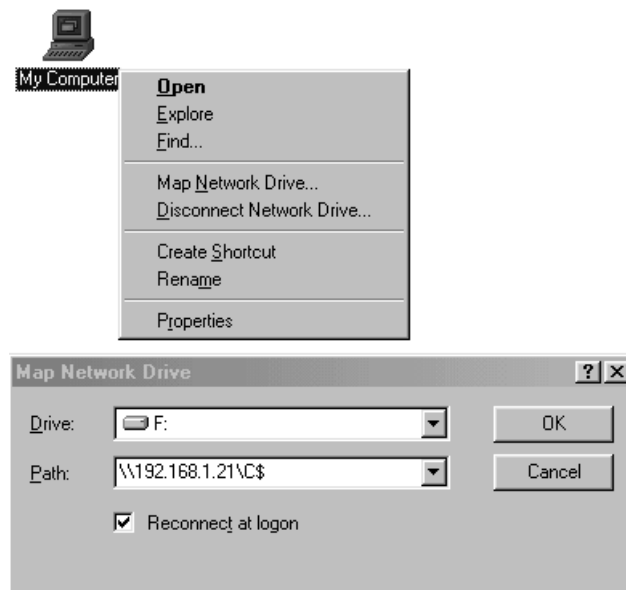 My Computer
Open
Explore
Find...
Map Network Drive...
Disconnect Network Drive...
Create Shortcut
Rename
Properties
Map Network Drive
? ×
Drive: F: OK
Path: \\192.168.1.21\C$ Cancel
Reconnect at logon